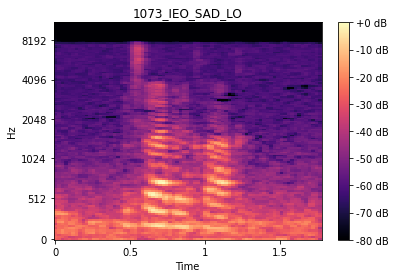 1073_IEO_SAD_LO
8192
4096
2048
1024
512
0
Hz
0
0.5
1
1.5
Time
+0 dB
-10 dB
-20 dB
-30 dB
-40 dB
-50 dB
-60 dB
-70 dB
-80 dB